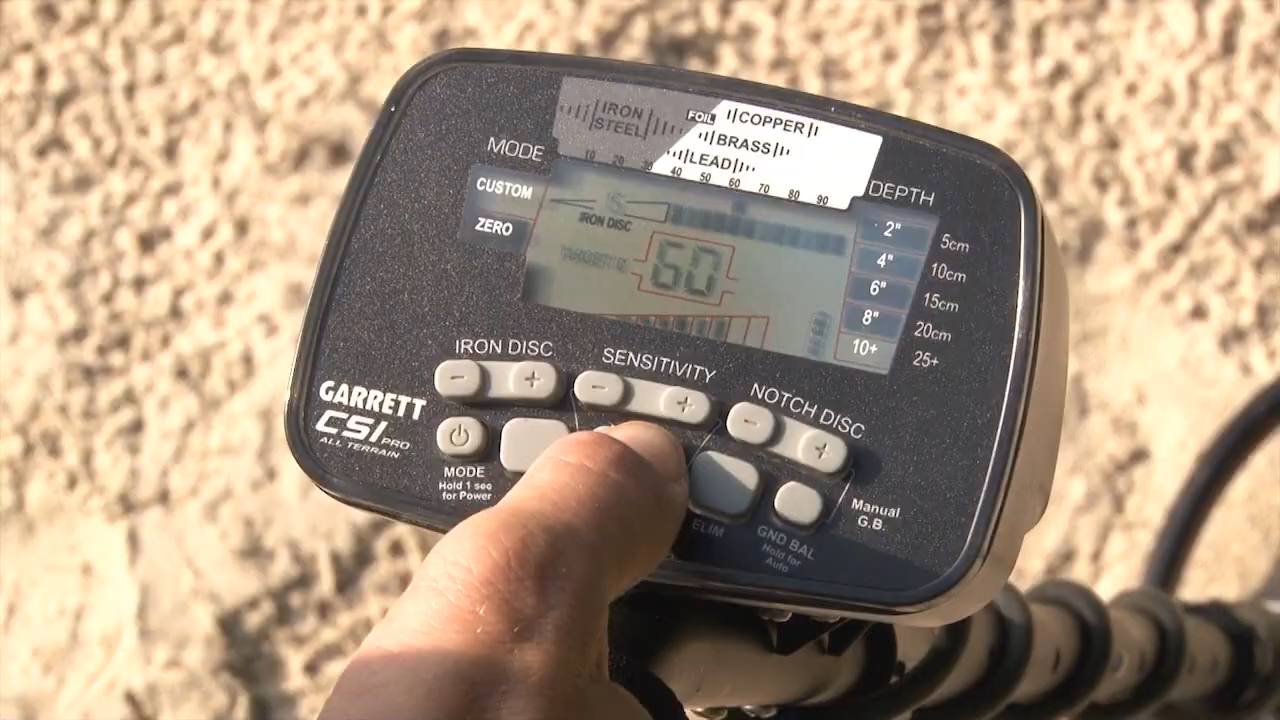 IRON
STEEL
FOIL
COPPER
BRASS
LEAD
10 20 30 40 50 60 70 80 90
MODE
CUSTOM
ZERO
IRON DISC
60
DEPTH
2" 5cm
4" 10cm
6" 15cm
8" 20cm
10+ 25+
IRON DISC
SENSITIVITY
NOTCH DISC
- +
- +
- +
GARRETT
CSI PRO
ALL TERRAIN
MODE
Hold 1 sec
for Power
ELIM
GND BAL
Hold for
Auto
Manual
G.B.